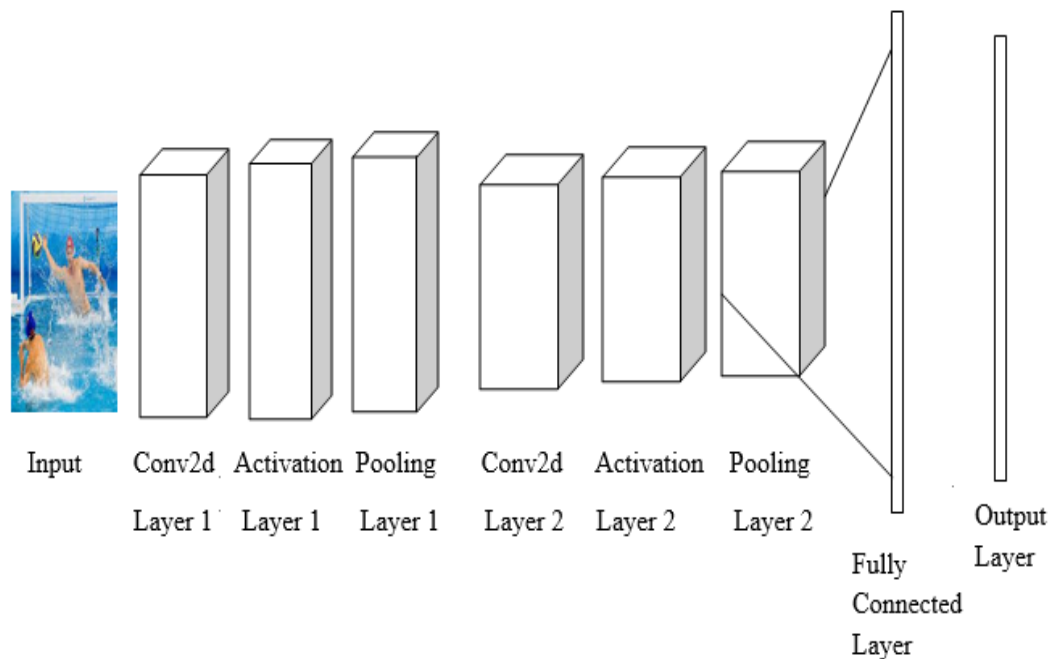 Input
Conv2d
Layer 1
Activation
Layer 1
Pooling
Layer 1
Conv2d
Layer 2
Activation
Layer 2
Pooling
Layer 2
Fully
Connected
Layer
Output
Layer